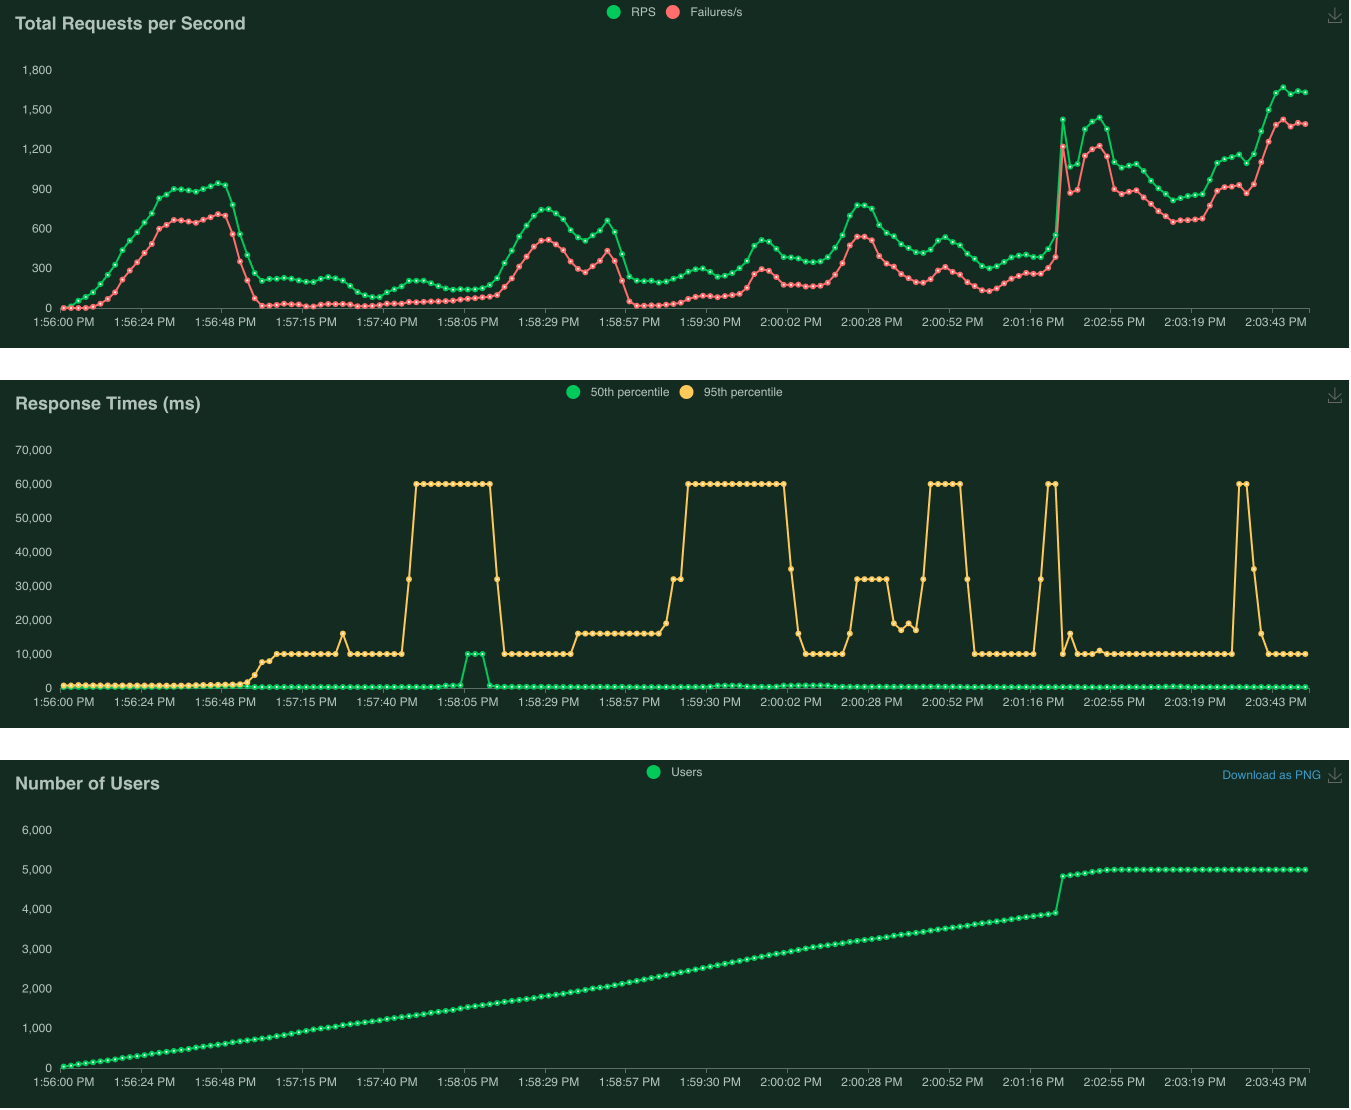 Total Requests per Second
RPS Failures/s
1,800
1,500
1,200
900
600
300
0
1:56:00 PM 1:56:24 PM 1:56:48 PM 1:57:15 PM 1:57:40 PM 1:58:05 PM 1:58:29 PM 1:58:57 PM 1:59:30 PM 2:00:02 PM 2:00:28 PM 2:00:52 PM 2:01:16 PM 2:02:55 PM 2:03:19 PM 2:03:43 PM
Response Times (ms)
50th percentile 95th percentile
70,000
60,000
50,000
40,000
30,000
20,000
10,000
0
1:56:00 PM 1:56:24 PM 1:56:48 PM 1:57:15 PM 1:57:40 PM 1:58:05 PM 1:58:29 PM 1:58:57 PM 1:59:30 PM 2:00:02 PM 2:00:28 PM 2:00:52 PM 2:01:16 PM 2:02:55 PM 2:03:19 PM 2:03:43 PM
Number of Users
Users
Download as PNG
6,000
5,000
4,000
3,000
2,000
1,000
0
1:56:00 PM 1:56:24 PM 1:56:48 PM 1:57:15 PM 1:57:40 PM 1:58:05 PM 1:58:29 PM 1:58:57 PM 1:59:30 PM 2:00:02 PM 2:00:28 PM 2:00:52 PM 2:01:16 PM 2:02:55 PM 2:03:19 PM 2:03:43 PM